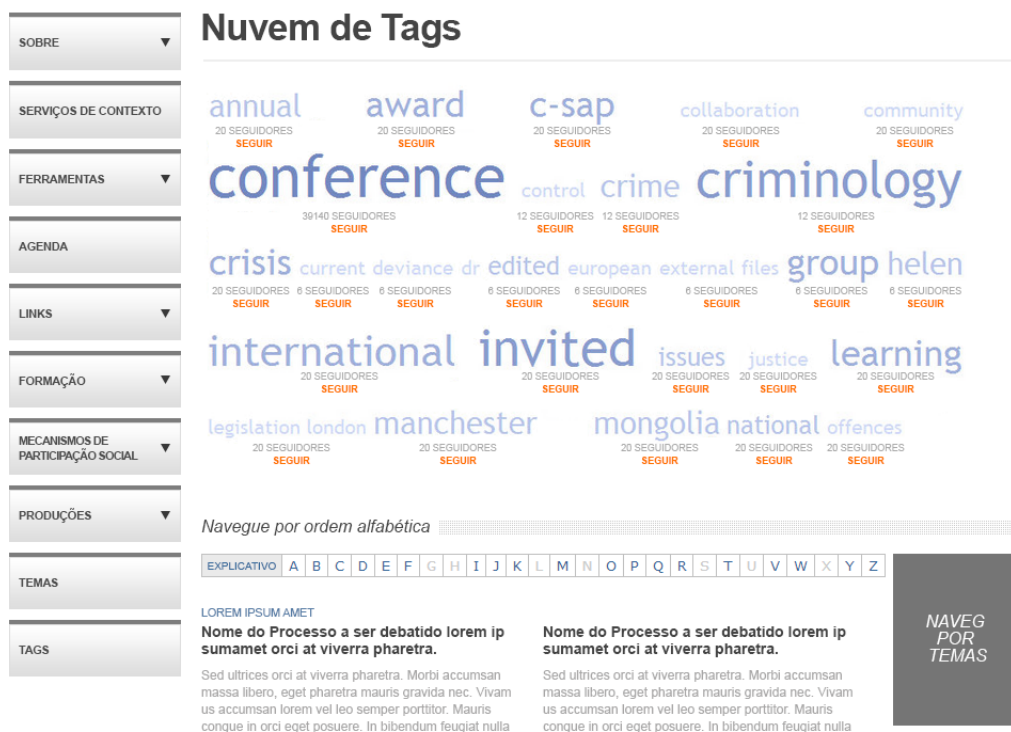 Nuvem de Tags
SOBRE ▼
SERVIÇOS DE CONTEXTO
FERRAMENTAS ▼
AGENDA
LINKS ▼
FORMAÇÃO ▼
MECANISMOS DE
PARTICIPAÇÃO SOCIAL ▼
PRODUÇÕES ▼
TEMAS
TAGS
annual award c-sap collaboration community
20 SEGUIDORES 20 SEGUIDORES 20 SEGUIDORES 20 SEGUIDORES 20 SEGUIDORES
SEGUIR SEGUIR SEGUIR SEGUIR SEGUIR
conference control crime criminology
39140 SEGUIDORES 12 SEGUIDORES 12 SEGUIDORES 12 SEGUIDORES
SEGUIR SEGUIR SEGUIR SEGUIR
crisis current deviance dr edited european external files group helen
20 SEGUIDORES 6 SEGUIDORES 6 SEGUIDORES 6 SEGUIDORES 6 SEGUIDORES 6 SEGUIDORES 6 SEGUIDORES 6 SEGUIDORES
SEGUIR SEGUIR SEGUIR SEGUIR SEGUIR SEGUIR SEGUIR SEGUIR
international invited issues justice learning
20 SEGUIDORES 20 SEGUIDORES 20 SEGUIDORES 20 SEGUIDORES 20 SEGUIDORES
SEGUIR SEGUIR SEGUIR SEGUIR SEGUIR
legislation london manchester mongolia national offences
20 SEGUIDORES 20 SEGUIDORES 20 SEGUIDORES 20 SEGUIDORES 20 SEGUIDORES
SEGUIR SEGUIR SEGUIR SEGUIR SEGUIR
Navegue por ordem alfabética
EXPLICATIVO A B C D E F G H I J K L M N O P Q R S T U V W X Y Z
LOREM IPSUM AMET
Nome do Processo a ser debatido lorem ip
sumamet orci at viverra pharetra.
Sed ultrices orci at viverra pharetra. Morbi accumsan
massa libero, eget pharetra mauris gravida nec. Vivam
us accumsan lorem vel leo semper porttitor. Mauris
congue in orci eget posuere. In bibendum feugiat nulla
Nome do Processo a ser debatido lorem ip
sumamet orci at viverra pharetra.
Sed ultrices orci at viverra pharetra. Morbi accumsan
massa libero, eget pharetra mauris gravida nec. Vivam
us accumsan lorem vel leo semper porttitor. Mauris
congue in orci eget posuere. In bibendum feugiat nulla
NAVEG
POR
TEMAS